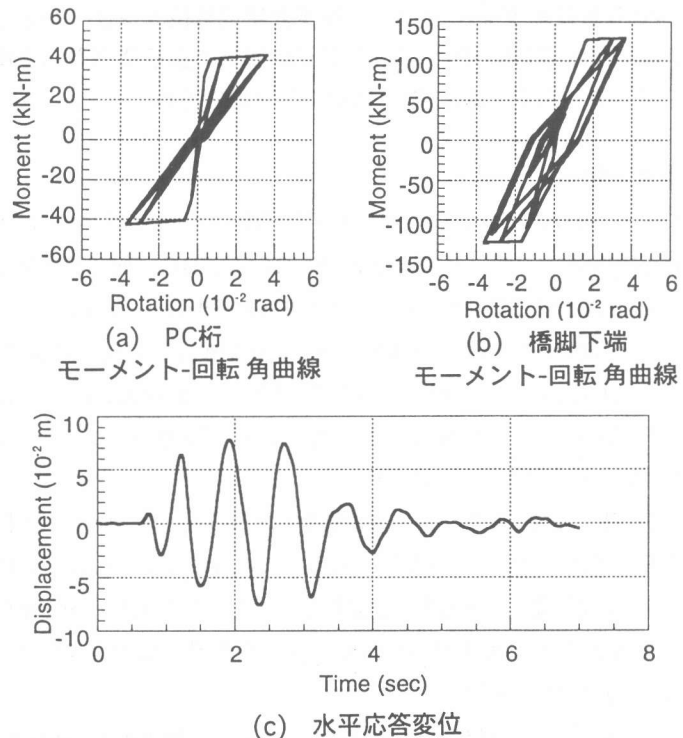 60
40
20
0
-20
-40
-60
Moment (kN-m)
-6 -4 -2 0 2 4 6
Rotation (10⁻² rad)
(a) PC桁
モーメント-回転 角曲線
150
100
50
0
-50
-100
-150
Moment (kN-m)
-6 -4 -2 0 2 4 6
Rotation (10⁻² rad)
(b) 橋脚下端
モーメント-回転 角曲線
10
5
0
-5
-10
Displacement (10⁻² m)
0 2 4 6 8
Time (sec)
(c) 水平応答変位